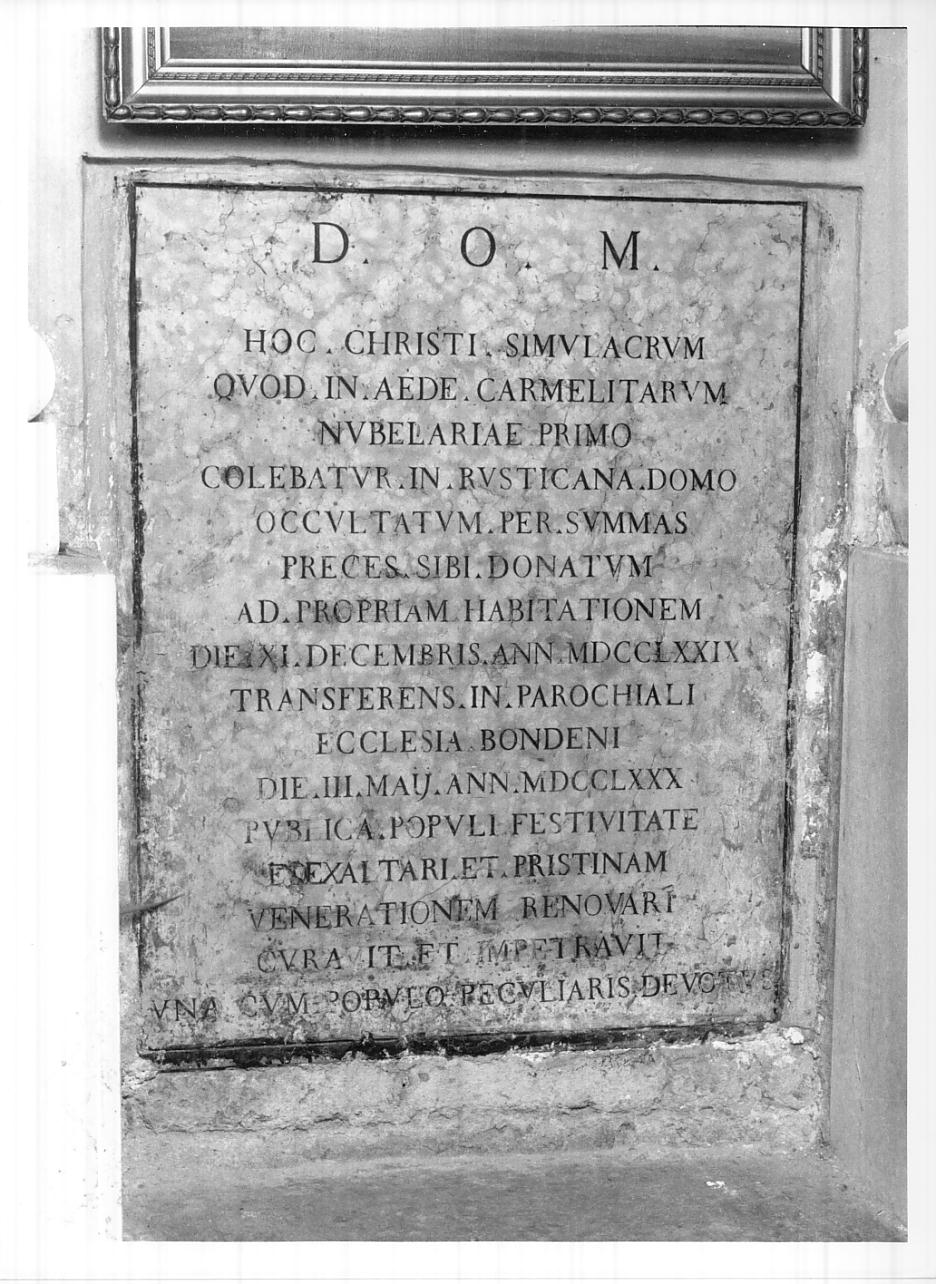 D. O. M.
HOC. CHRISTI. SIMVLACRVM
QVOD. IN. AEDE. CARMELITARVM
NVBELARIAE PRIMO
COLEBATVR. IN. RVSTICANA. DOMO
OCCVLTATVM. PER. SVMMAS
PRECES. SIBI. DONATVM
AD. PROPRIAM HABITATIONEM
DIE. XI. DECEMBRIS. ANN. MDCCLXXIX
TRANSFERENS. IN. PAROCHIALI
ECCLESIA. BONDENI
DIE. III. MAIJ. ANN. MDCCLXXX
PVBLICA. POPVLI FESTIVITATE
ET. EXALTARI. ET. PRISTINAM
VENERATIONEM RENOVARI
CVRAVIT. ET IMPETRAVIT
VNA CVM POPVLO. PECVLIARIS. DEVOTVS